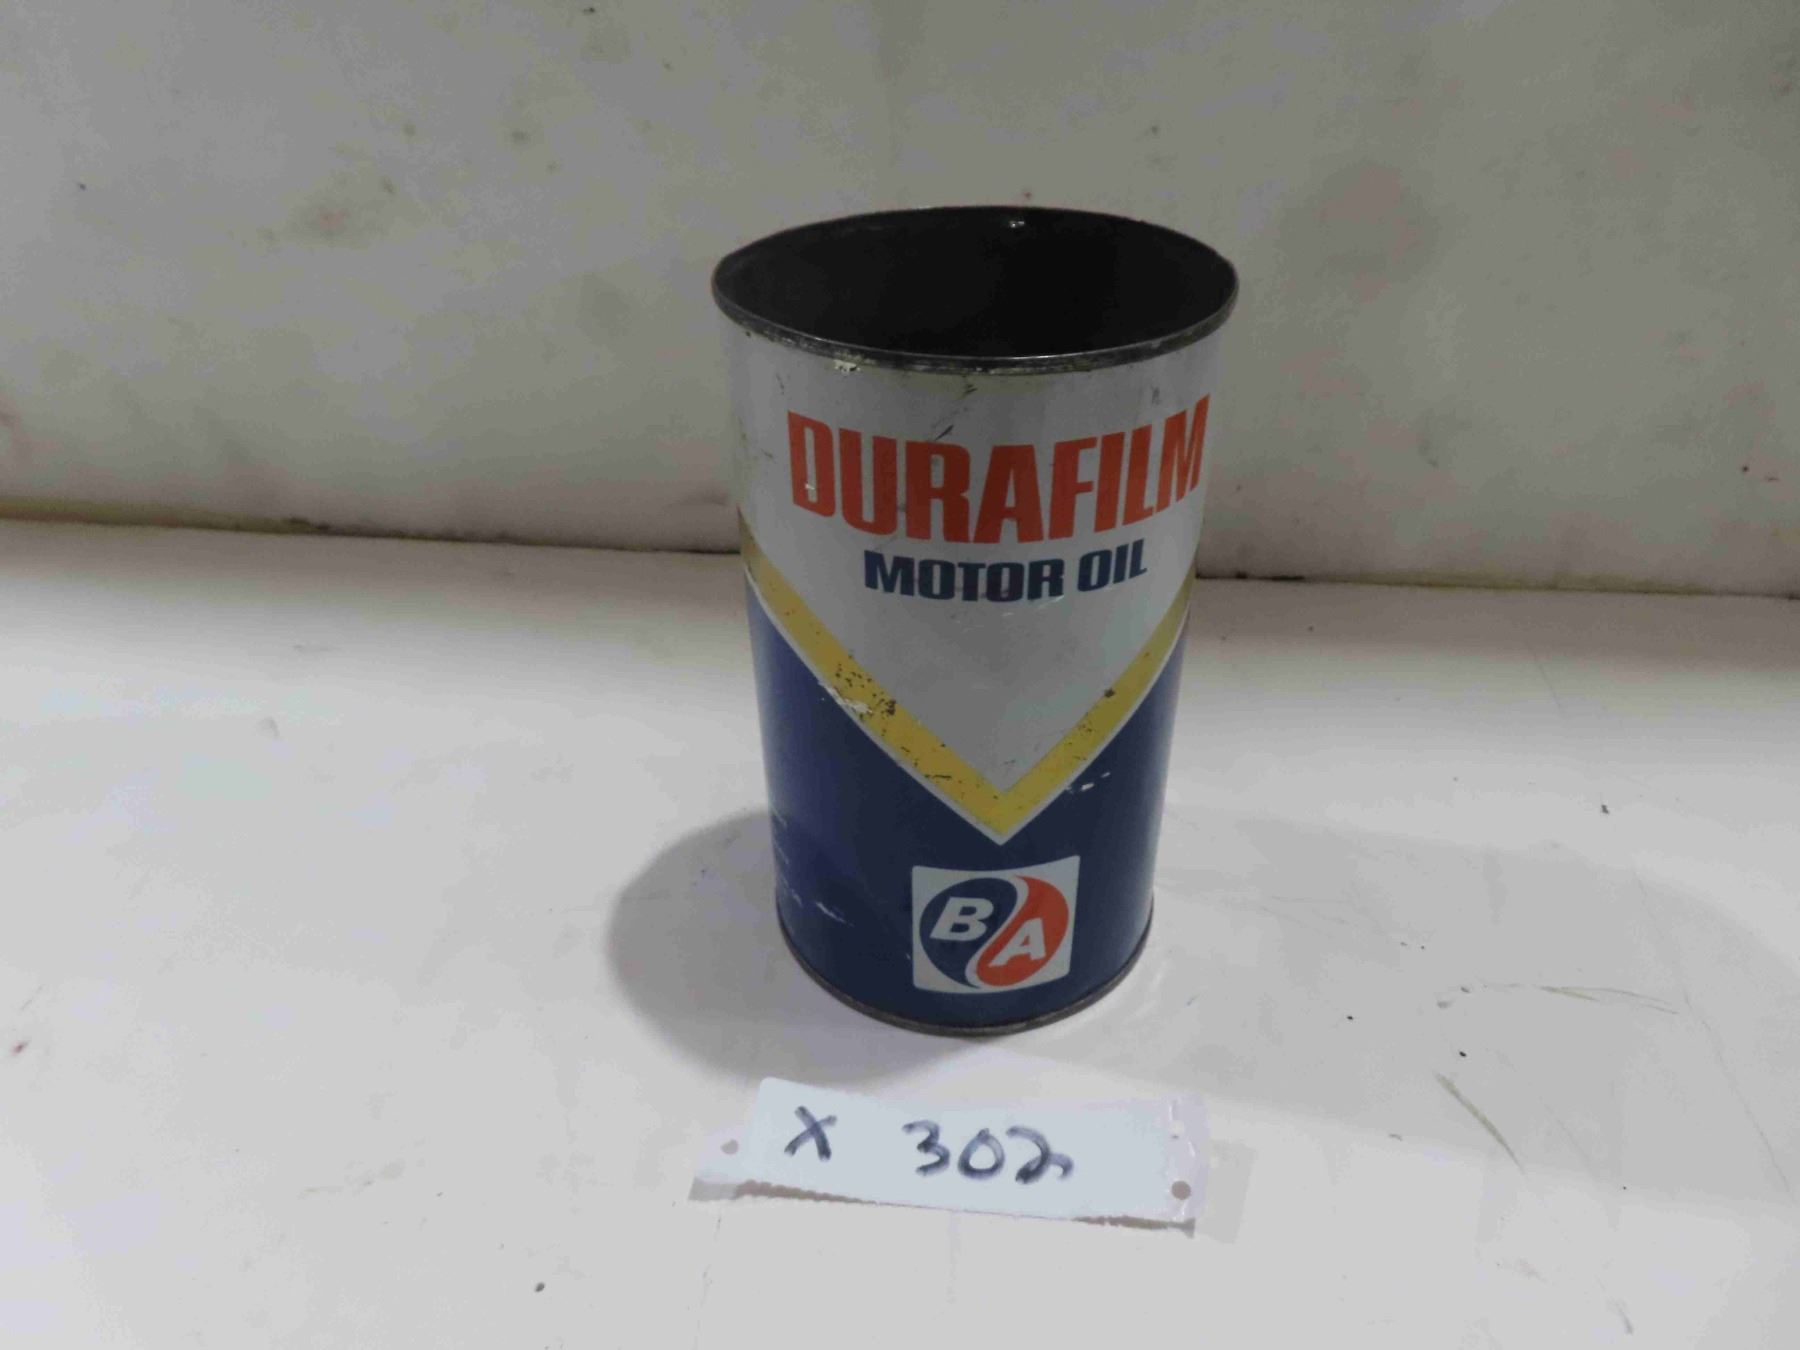 DURAFILM
MOTOR OIL
BA
X 302